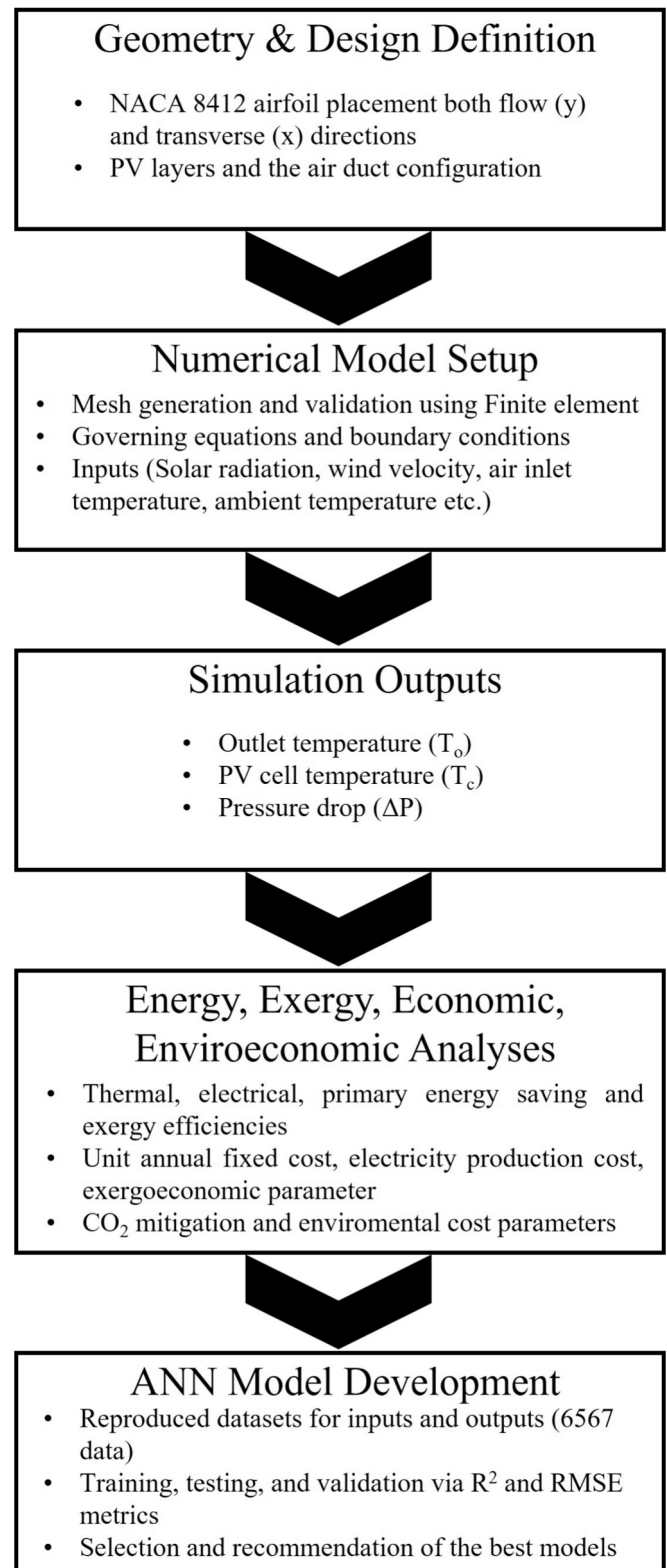 Geometry & Design Definition
• NACA 8412 airfoil placement both flow (y)
and transverse (x) directions
• PV layers and the air duct configuration
Numerical Model Setup
• Mesh generation and validation using Finite element
• Governing equations and boundary conditions
• Inputs (Solar radiation, wind velocity, air inlet
temperature, ambient temperature etc.)
Simulation Outputs
• Outlet temperature (Tₒ)
• PV cell temperature (T_c)
• Pressure drop (ΔP)
Energy, Exergy, Economic,
Enviroeconomic Analyses
• Thermal, electrical, primary energy saving and
exergy efficiencies
• Unit annual fixed cost, electricity production cost,
exergoeconomic parameter
• CO₂ mitigation and enviromental cost parameters
ANN Model Development
• Reproduced datasets for inputs and outputs (6567
data)
• Training, testing, and validation via R² and RMSE
metrics
• Selection and recommendation of the best models